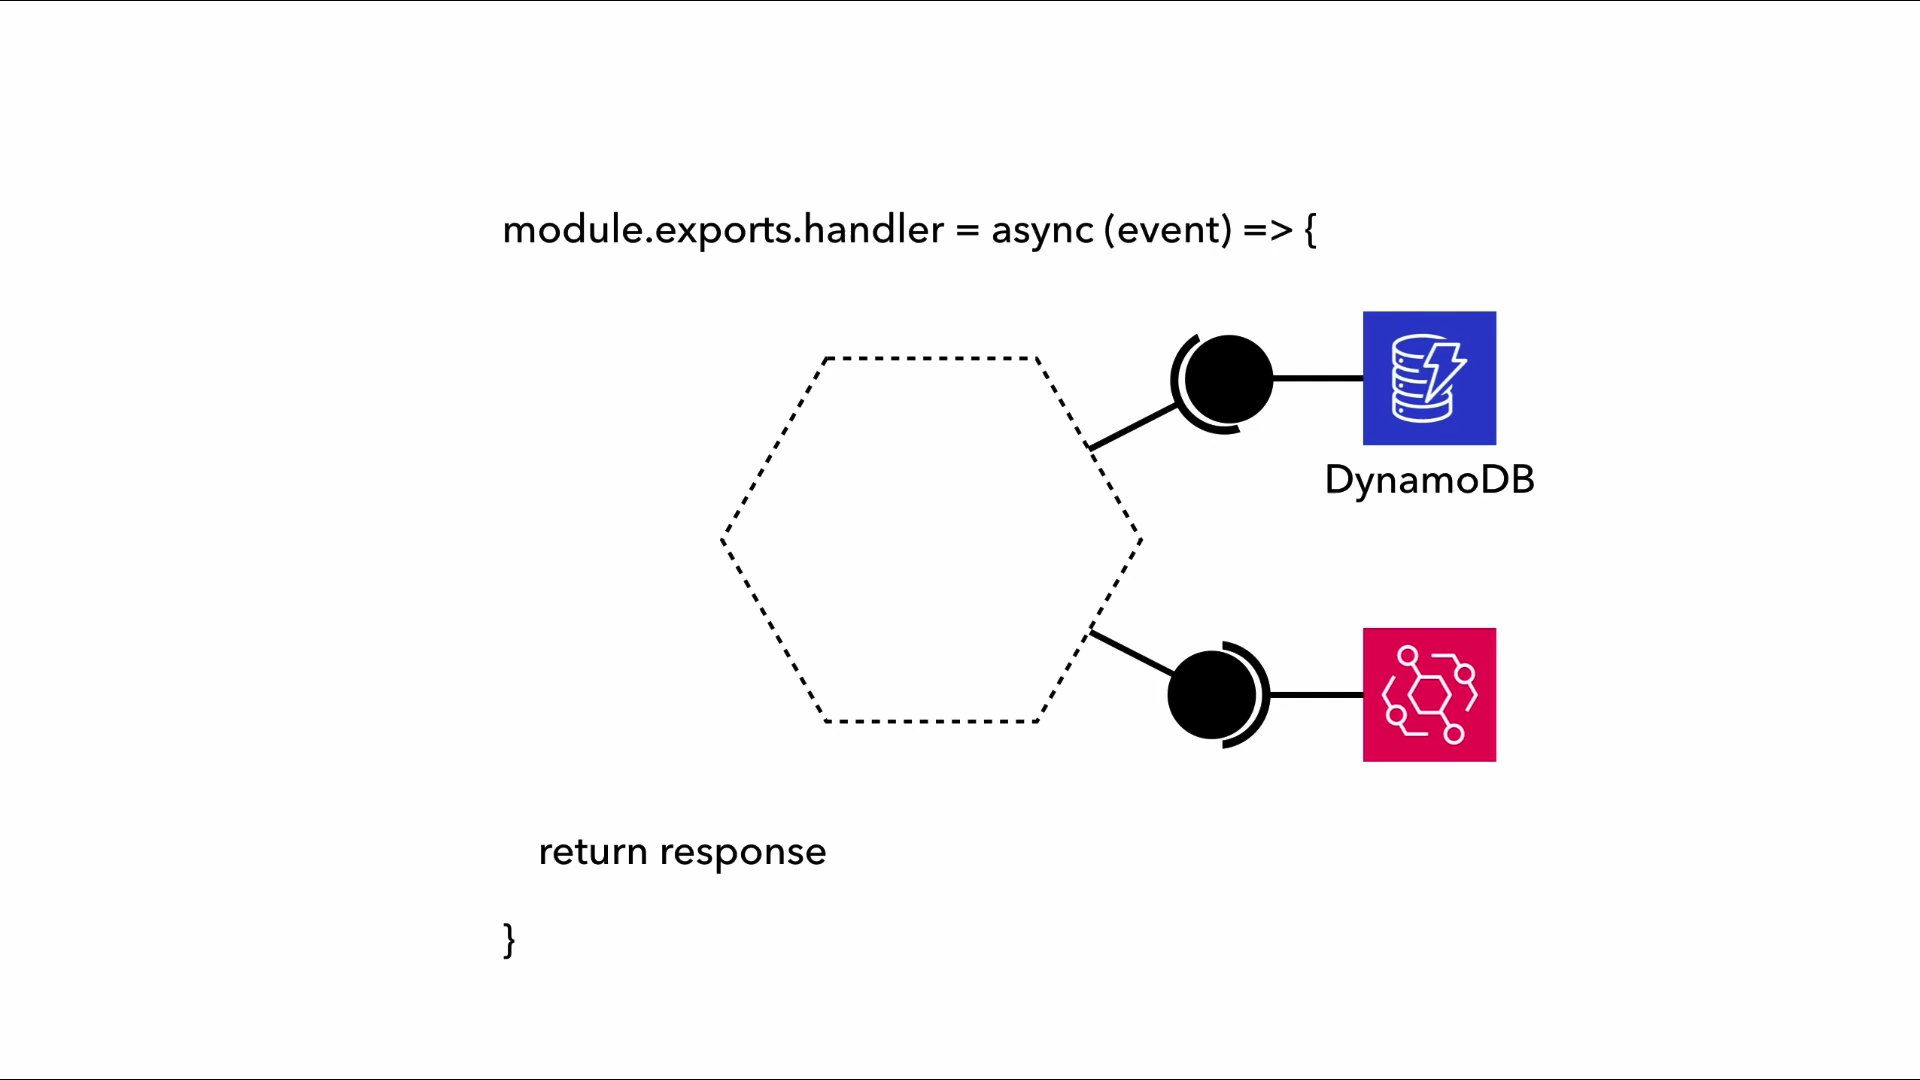 module.exports.handler = async (event) => {
DynamoDB
return response
}